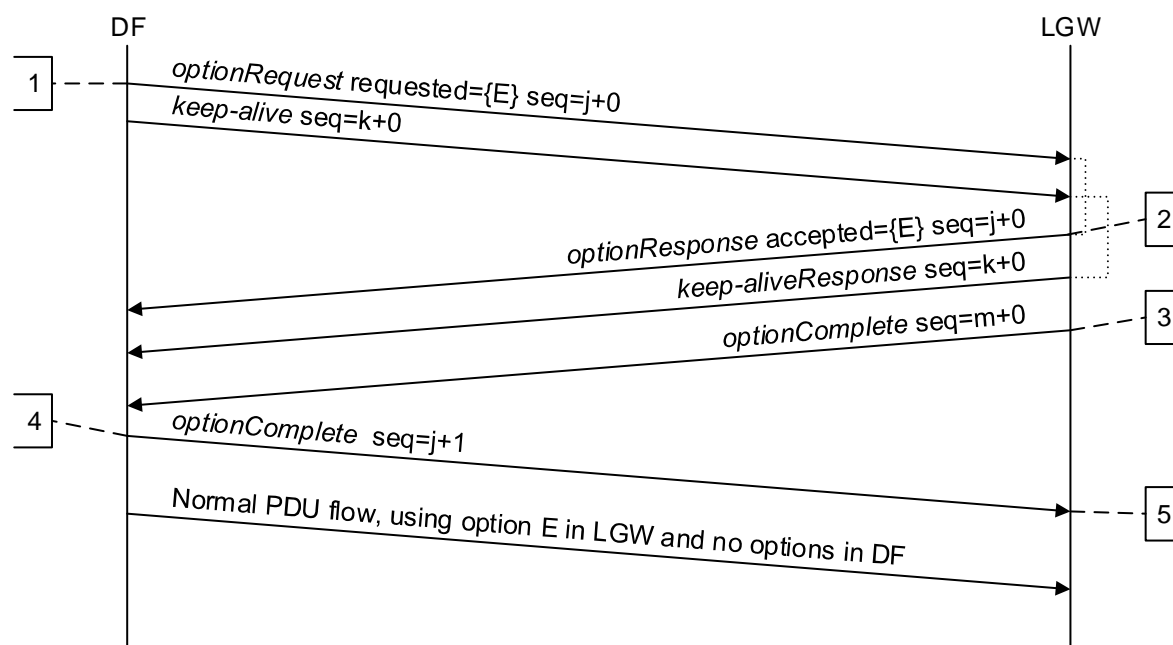 DF
LGW
1
optionRequest requested={E} seq=j+0
keep-alive seq=k+0
2
optionResponse accepted={E} seq=j+0
keep-aliveResponse seq=k+0
3
optionComplete seq=m+0
4
optionComplete seq=j+1
5
Normal PDU flow, using option E in LGW and no options in DF